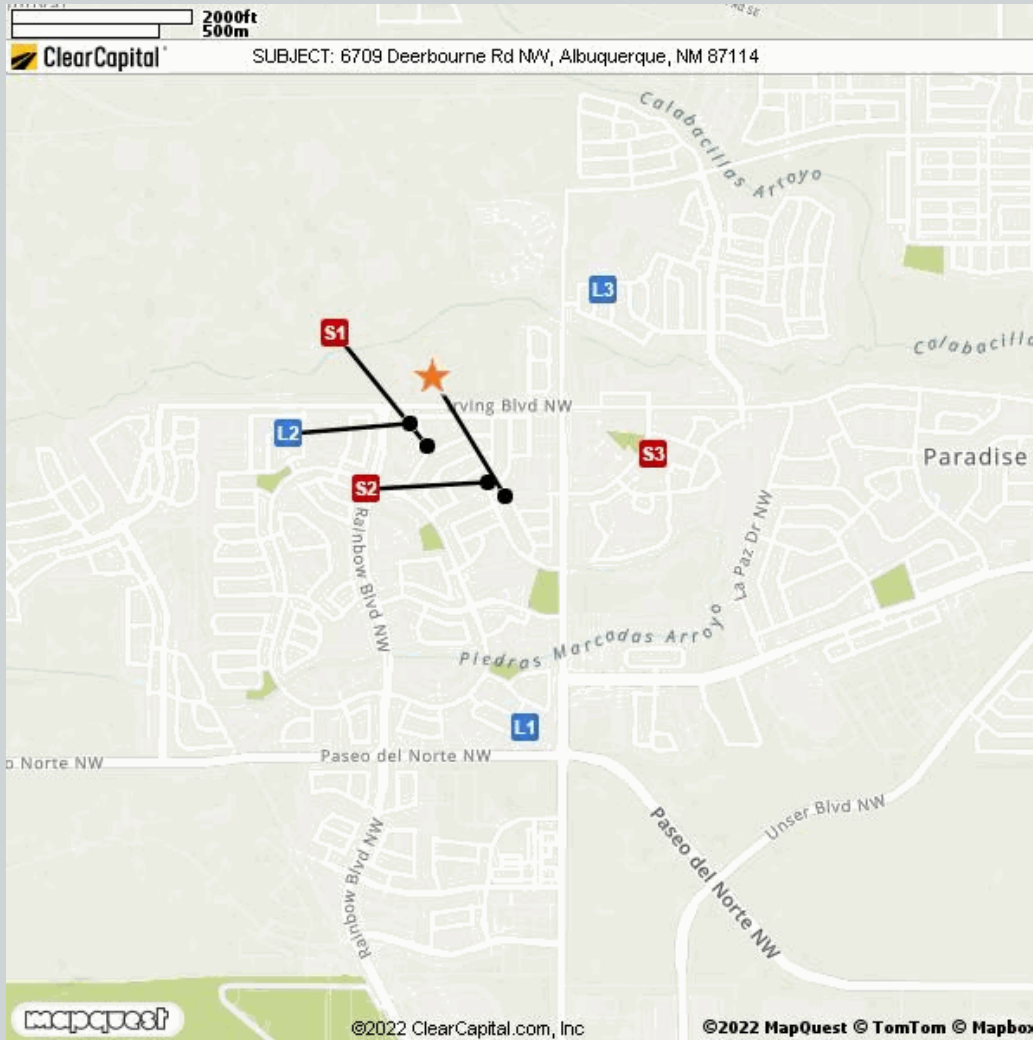 2000ft
500m
ClearCapital
SUBJECT: 6709 Deerbourne Rd NW, Albuquerque, NM 87114
Calabacillas Arroyo
L3
S1
Calabacill
Irving Blvd NW
L2
S3
Paradise
S2
Rainbow Blvd NW
La Paz Dr NW
Piedras Marcadas Arroyo
L1
Paseo del Norte NW
o Norte NW
Unser Blvd NW
Paseo del Norte NW
Rainbow Blvd NW
mapquest
©2022 ClearCapital.com, Inc
©2022 MapQuest © TomTom © Mapbox